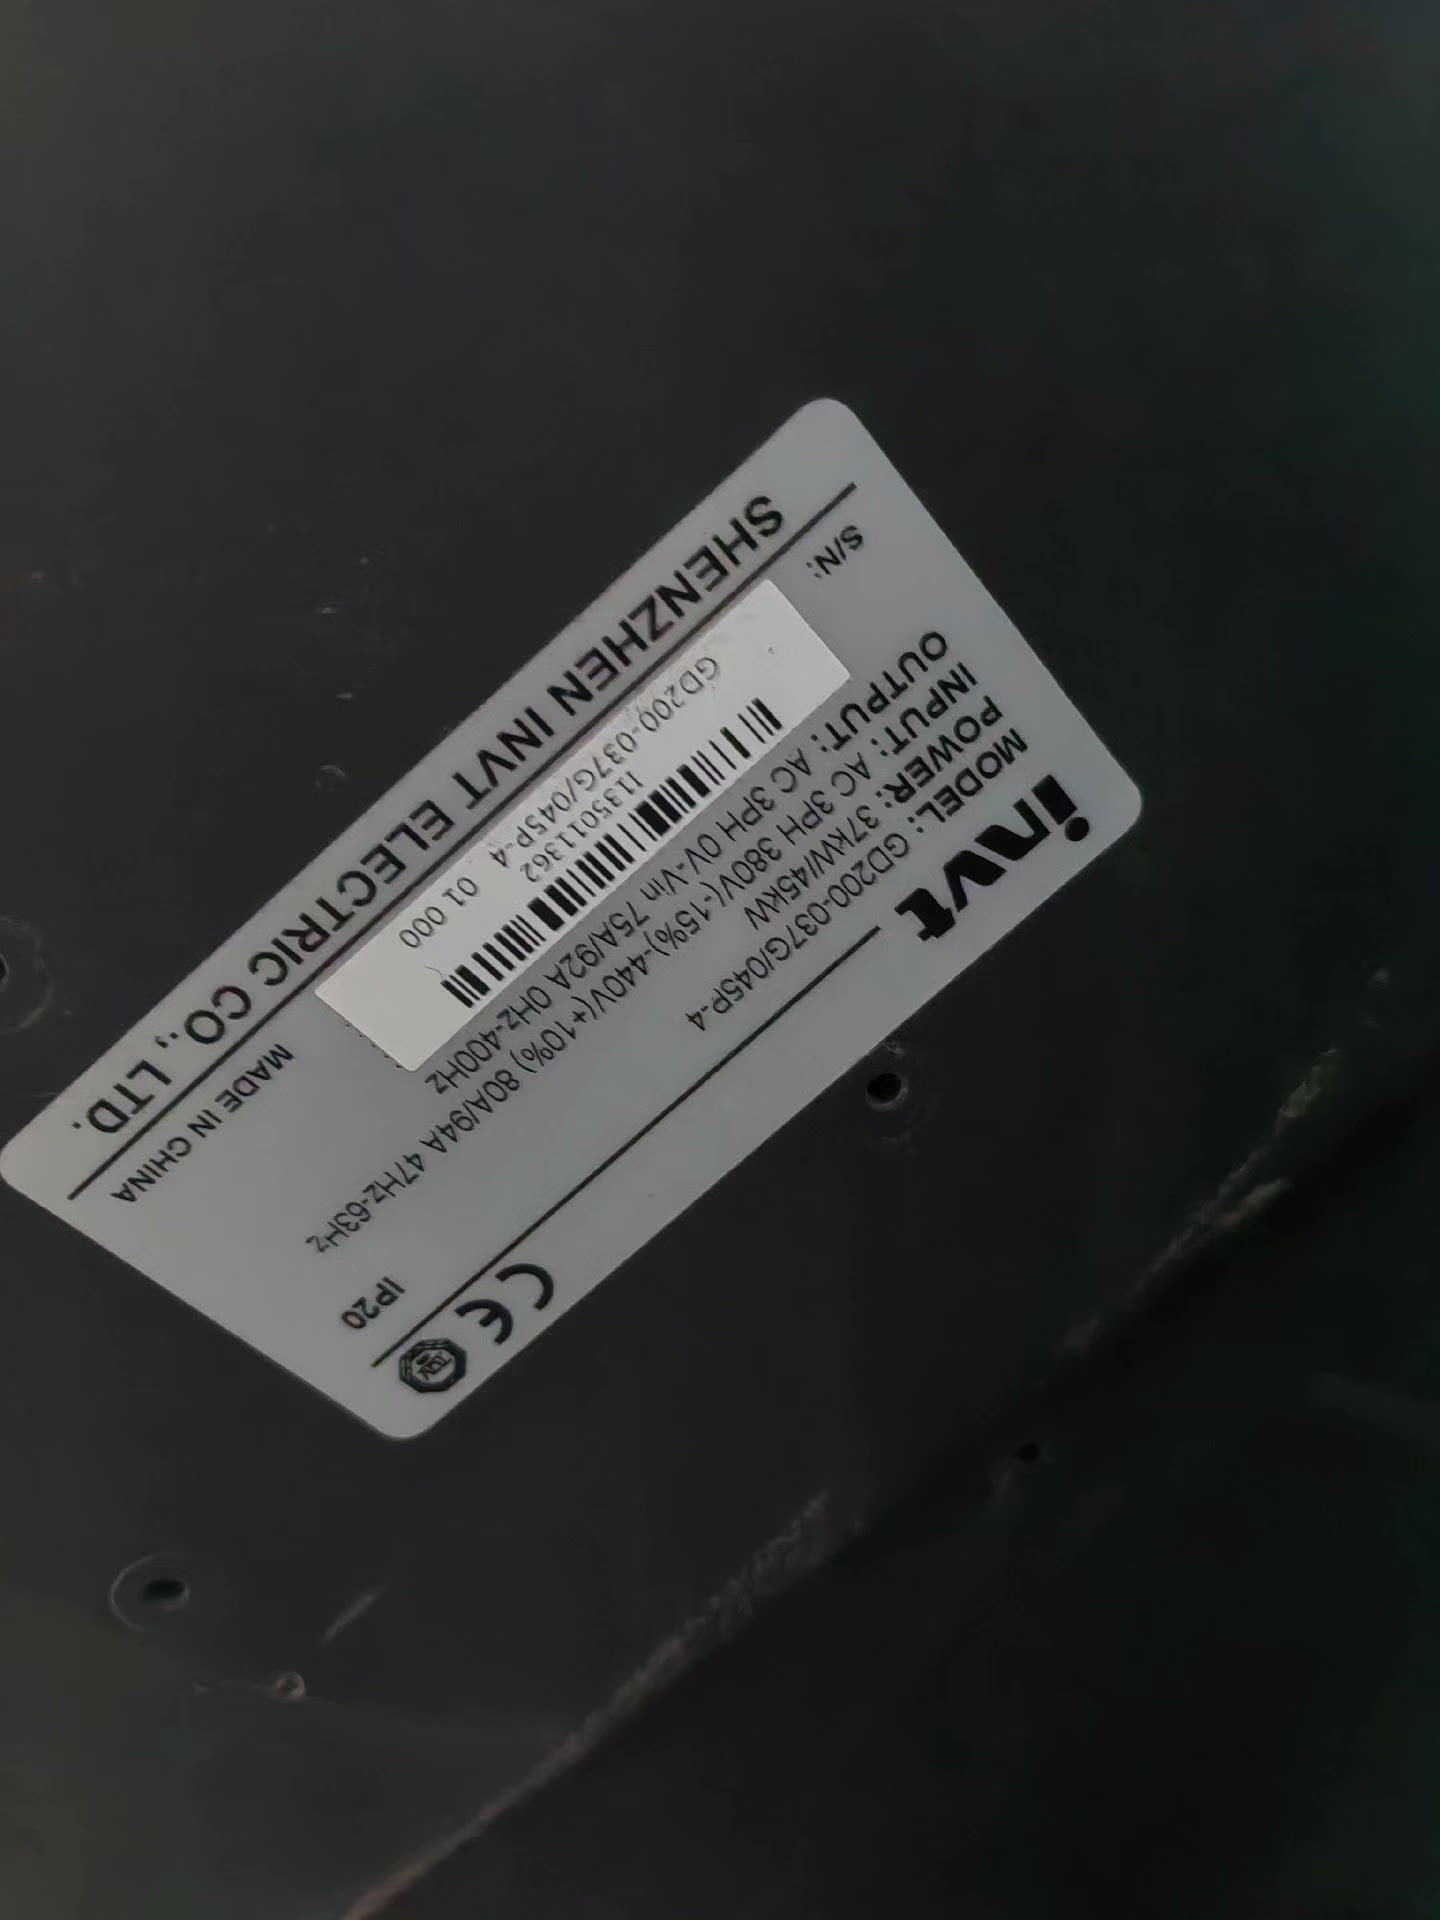 invt
CE
TÜV
MODEL: GD200-037G/045P-4
IP20
POWER: 37kW/45kW
INPUT: AC 3PH 380V(-15%)-440V(+10%) 80A/94A 47Hz-63Hz
OUTPUT: AC 3PH 0V-Vin 75A/92A 0Hz-400Hz
S/N:
I135011362
GD200-037G/045P-4 01 000
MADE IN CHINA
SHENZHEN INVT ELECTRIC CO., LTD.